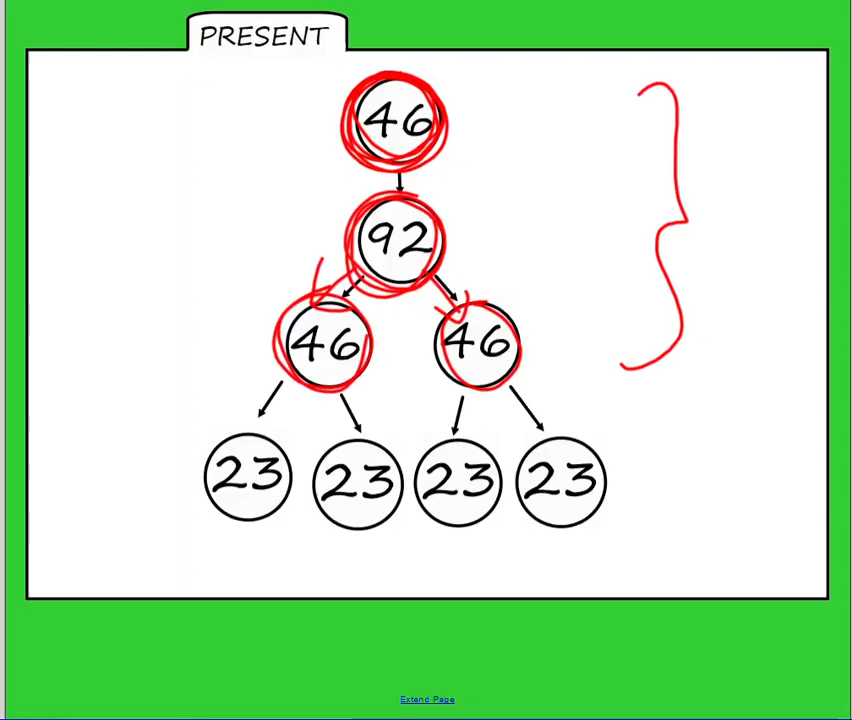 PRESENT
46
92
46 46
23 23 23 23
Extend Page